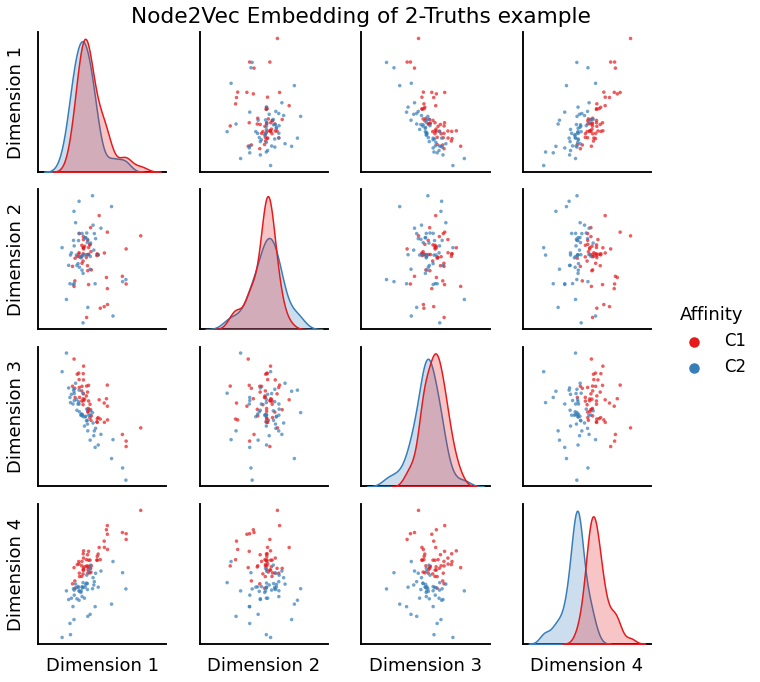 Node2Vec Embedding of 2-Truths example
Dimension 1
Dimension 2
Dimension 3
Dimension 4
Affinity
C1
C2
Dimension 1
Dimension 2
Dimension 3
Dimension 4